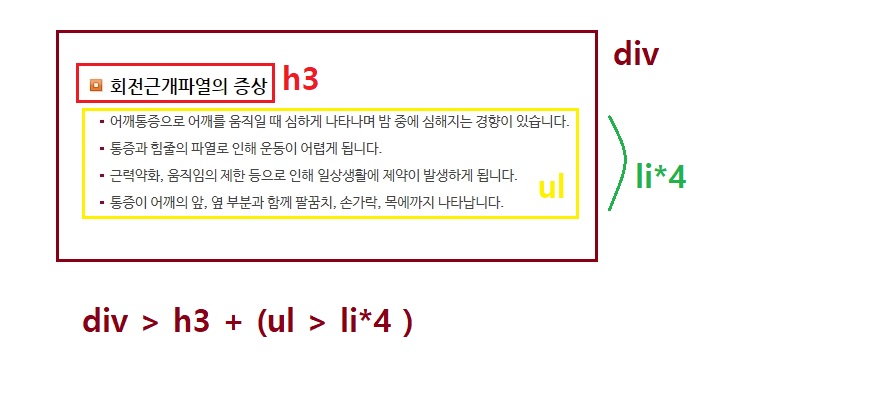 div
회전근개파열의 증상 h3
어깨통증으로 어깨를 움직일 때 심하게 나타나며 밤 중에 심해지는 경향이 있습니다.
통증과 힘줄의 파열로 인해 운동이 어렵게 됩니다.
근력약화, 움직임의 제한 등으로 인해 일상생활에 제약이 발생하게 됩니다.
ul
li*4
통증이 어깨의 앞, 옆 부분과 함께 팔꿈치, 손가락, 목에까지 나타납니다.
div > h3 + (ul > li*4 )